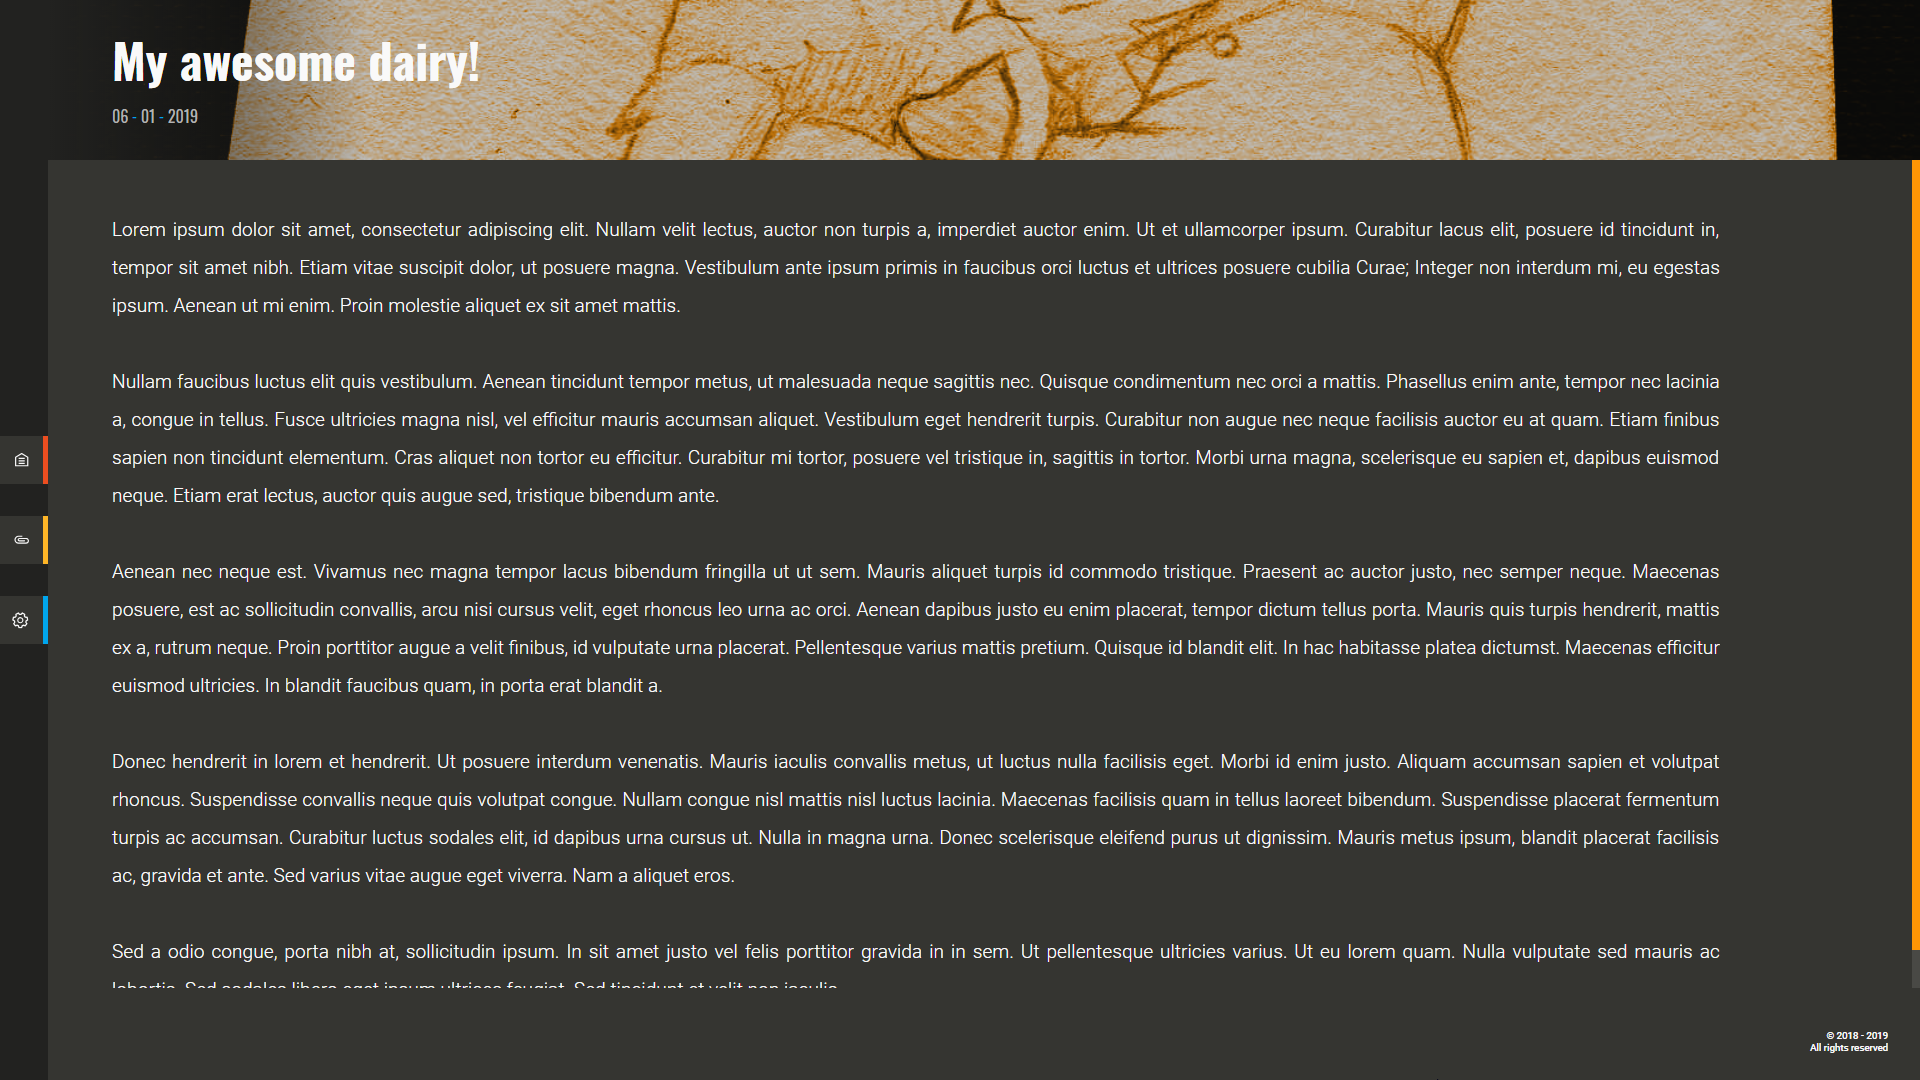 My awesome dairy!
06 - 01 - 2019
Lorem ipsum dolor sit amet, consectetur adipiscing elit. Nullam velit lectus, auctor non turpis a, imperdiet auctor enim. Ut et ullamcorper ipsum. Curabitur lacus elit, posuere id tincidunt in,
tempor sit amet nibh. Etiam vitae suscipit dolor, ut posuere magna. Vestibulum ante ipsum primis in faucibus orci luctus et ultrices posuere cubilia Curae; Integer non interdum mi, eu egestas
ipsum. Aenean ut mi enim. Proin molestie aliquet ex sit amet mattis.
Nullam faucibus luctus elit quis vestibulum. Aenean tincidunt tempor metus, ut malesuada neque sagittis nec. Quisque condimentum nec orci a mattis. Phasellus enim ante, tempor nec lacinia
a, congue in tellus. Fusce ultricies magna nisl, vel efficitur mauris accumsan aliquet. Vestibulum eget hendrerit turpis. Curabitur non augue nec neque facilisis auctor eu at quam. Etiam finibus
sapien non tincidunt elementum. Cras aliquet non tortor eu efficitur. Curabitur mi tortor, posuere vel tristique in, sagittis in tortor. Morbi urna magna, scelerisque eu sapien et, dapibus euismod
neque. Etiam erat lectus, auctor quis augue sed, tristique bibendum ante.
Aenean nec neque est. Vivamus nec magna tempor lacus bibendum fringilla ut ut sem. Mauris aliquet turpis id commodo tristique. Praesent ac auctor justo, nec semper neque. Maecenas
posuere, est ac sollicitudin convallis, arcu nisi cursus velit, eget rhoncus leo urna ac orci. Aenean dapibus justo eu enim placerat, tempor dictum tellus porta. Mauris quis turpis hendrerit, mattis
ex a, rutrum neque. Proin porttitor augue a velit finibus, id vulputate urna placerat. Pellentesque varius mattis pretium. Quisque id blandit elit. In hac habitasse platea dictumst. Maecenas efficitur
euismod ultricies. In blandit faucibus quam, in porta erat blandit a.
Donec hendrerit in lorem et hendrerit. Ut posuere interdum venenatis. Mauris iaculis convallis metus, ut luctus nulla facilisis eget. Morbi id enim justo. Aliquam accumsan sapien et volutpat
rhoncus. Suspendisse convallis neque quis volutpat congue. Nullam congue nisl mattis nisl luctus lacinia. Maecenas facilisis quam in tellus laoreet bibendum. Suspendisse placerat fermentum
turpis ac accumsan. Curabitur luctus sodales elit, id dapibus urna cursus ut. Nulla in magna urna. Donec scelerisque eleifend purus ut dignissim. Mauris metus ipsum, blandit placerat facilisis
ac, gravida et ante. Sed varius vitae augue eget viverra. Nam a aliquet eros.
Sed a odio congue, porta nibh at, sollicitudin ipsum. In sit amet justo vel felis porttitor gravida in in sem. Ut pellentesque ultricies varius. Ut eu lorem quam. Nulla vulputate sed mauris ac
lobortis. Sed sodales libero eget ipsum ultrices feugiat. Sed tincidunt et velit non iaculis.
© 2018 - 2019
All rights reserved